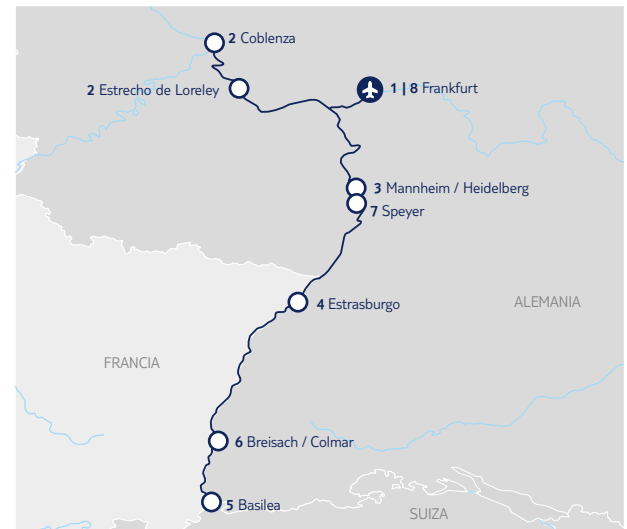 2 Coblenza
2 Estrecho de Loreley
1 | 8 Frankfurt
3 Mannheim / Heidelberg
7 Speyer
4 Estrasburgo
ALEMANIA
FRANCIA
6 Breisach / Colmar
5 Basilea
SUIZA